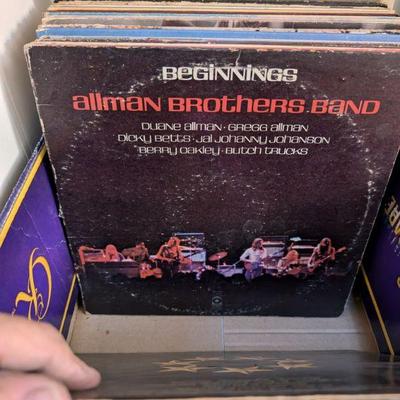 Beginnings
allman BROTHERS BAND
Duane allman · Gregg allman
Dicky Betts · Jai Johanny Johanson
Berry Oakley · Butch Trucks